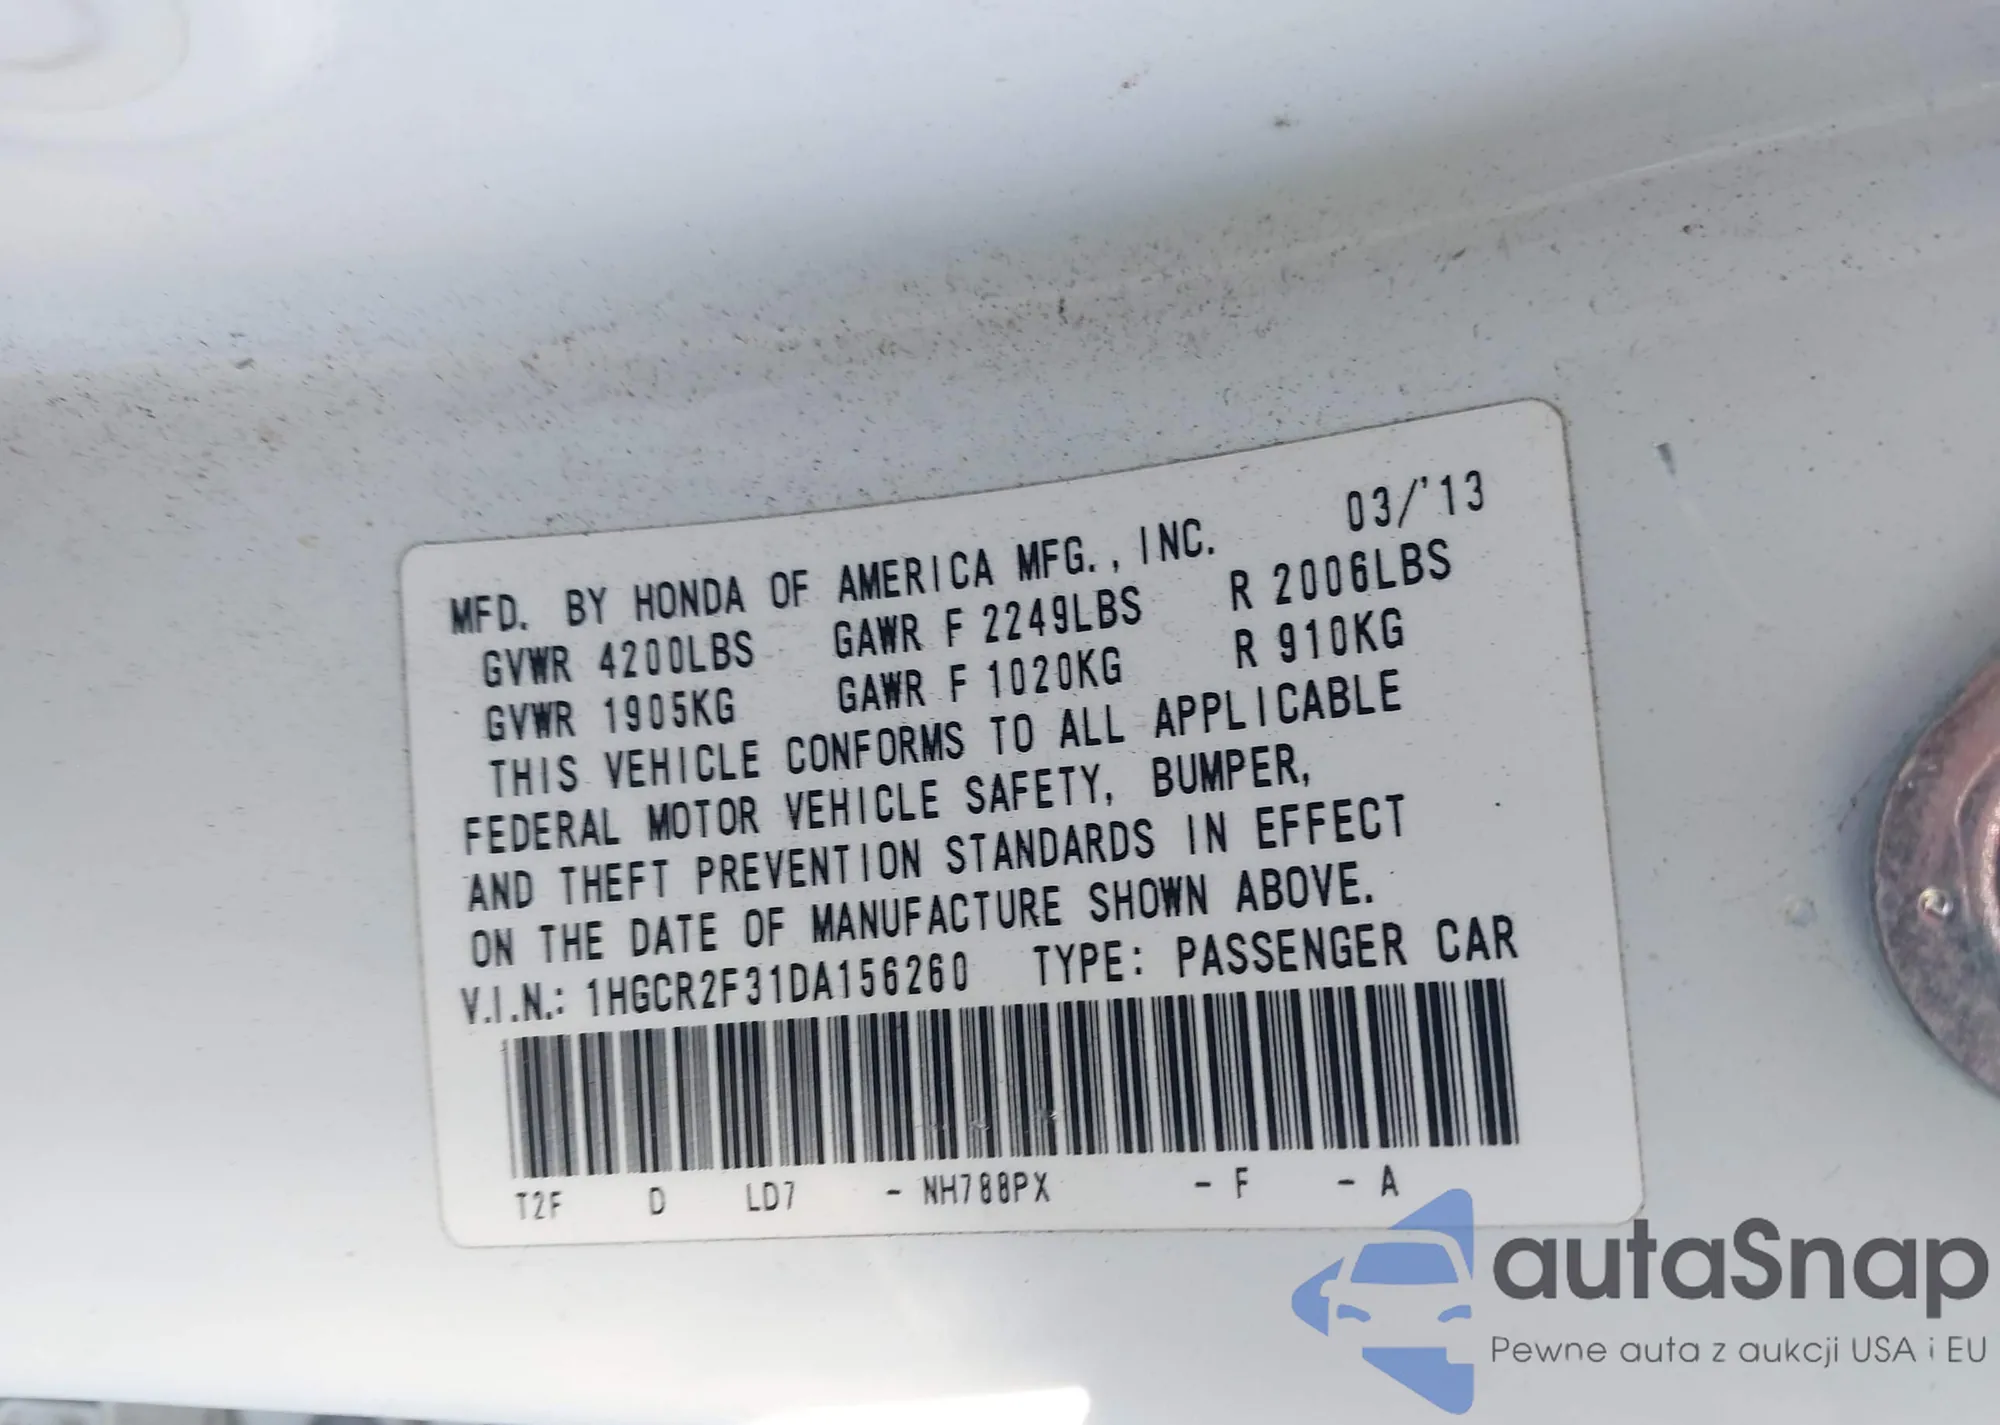 MFD. BY HONDA OF AMERICA MFG., INC. 03/'13
GVWR 4200LBS GAWR F 2249LBS R 2006LBS
GVWR 1905KG GAWR F 1020KG R 910KG
THIS VEHICLE CONFORMS TO ALL APPLICABLE
FEDERAL MOTOR VEHICLE SAFETY, BUMPER,
AND THEFT PREVENTION STANDARDS IN EFFECT
ON THE DATE OF MANUFACTURE SHOWN ABOVE.
V.I.N.: 1HGCR2F31DA156260 TYPE: PASSENGER CAR
T2F D LD7 - NH788PX - F - A
autaSnap
Pewne auta z aukcji USA i EU